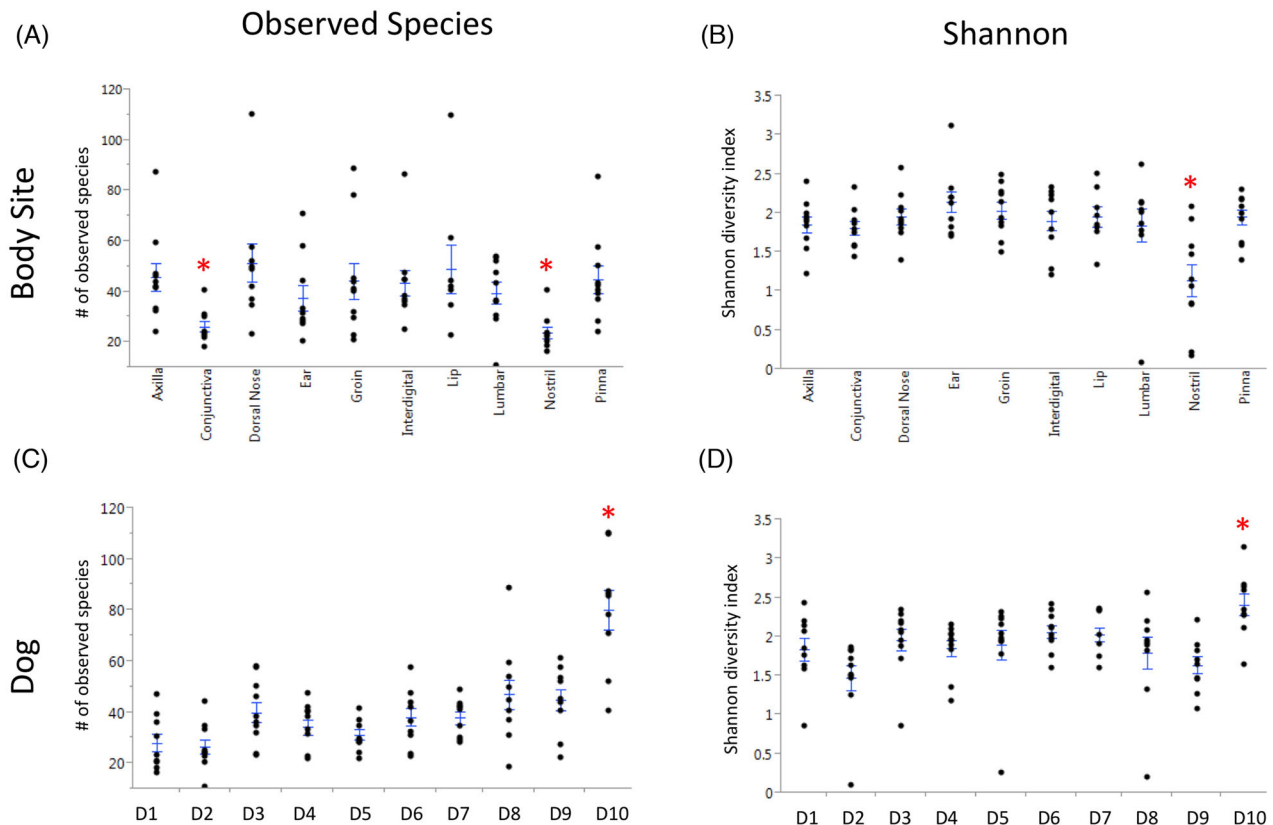 (A)
Observed Species
(B)
Shannon
Body Site
# of observed species
120
100
80
60
40
20
Axilla
Conjunctiva
Dorsal Nose
Ear
Groin
Interdigital
Lip
Lumbar
Nostril
Pinna
*
*
Shannon diversity index
3.5
3
2.5
2
1.5
1
0.5
0
Axilla
Conjunctiva
Dorsal Nose
Ear
Groin
Interdigital
Lip
Lumbar
Nostril
Pinna
*
(C)
(D)
Dog
# of observed species
120
100
80
60
40
20
D1 D2 D3 D4 D5 D6 D7 D8 D9 D10
*
Shannon diversity index
3.5
3
2.5
2
1.5
1
0.5
0
D1 D2 D3 D4 D5 D6 D7 D8 D9 D10
*